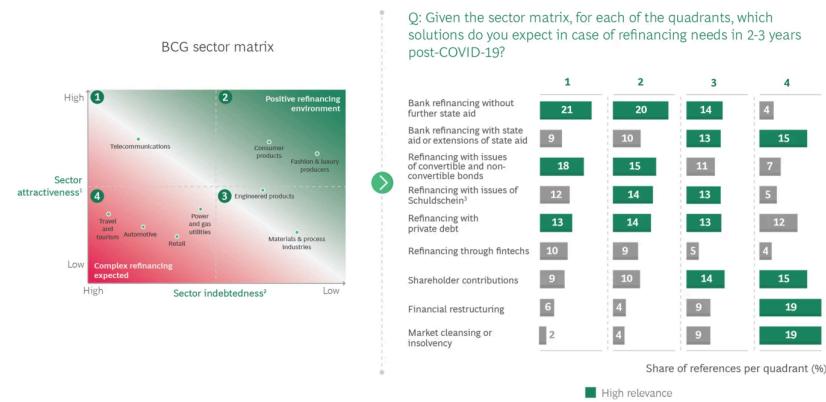 BCG sector matrix
High
Sector
attractiveness¹
Low
1
2
Positive refinancing
environment
Telecommunications
Consumer
products
Fashion & luxury
producers
4
3
Engineered products
Travel
and
tourism
Automotive
Retail
Power
and gas
utilities
Materials & process
industries
Complex refinancing
expected
High
Sector indebtedness²
Low
Q: Given the sector matrix, for each of the quadrants, which
solutions do you expect in case of refinancing needs in 2-3 years
post-COVID-19?
1 2 3 4
Bank refinancing without
further state aid
21 20 14 4
Bank refinancing with state
aid or extensions of state aid
9 10 13 15
Refinancing with issues
of convertible and non-
convertible bonds
18 15 11 7
Refinancing with issues of
Schuldschein³
12 14 13 5
Refinancing with
private debt
13 14 13 12
Refinancing through fintechs
10 9 5 4
Shareholder contributions
9 10 14 15
Financial restructuring
6 4 9 19
Market cleansing or
insolvency
2 4 9 19
Share of references per quadrant (%)
High relevance